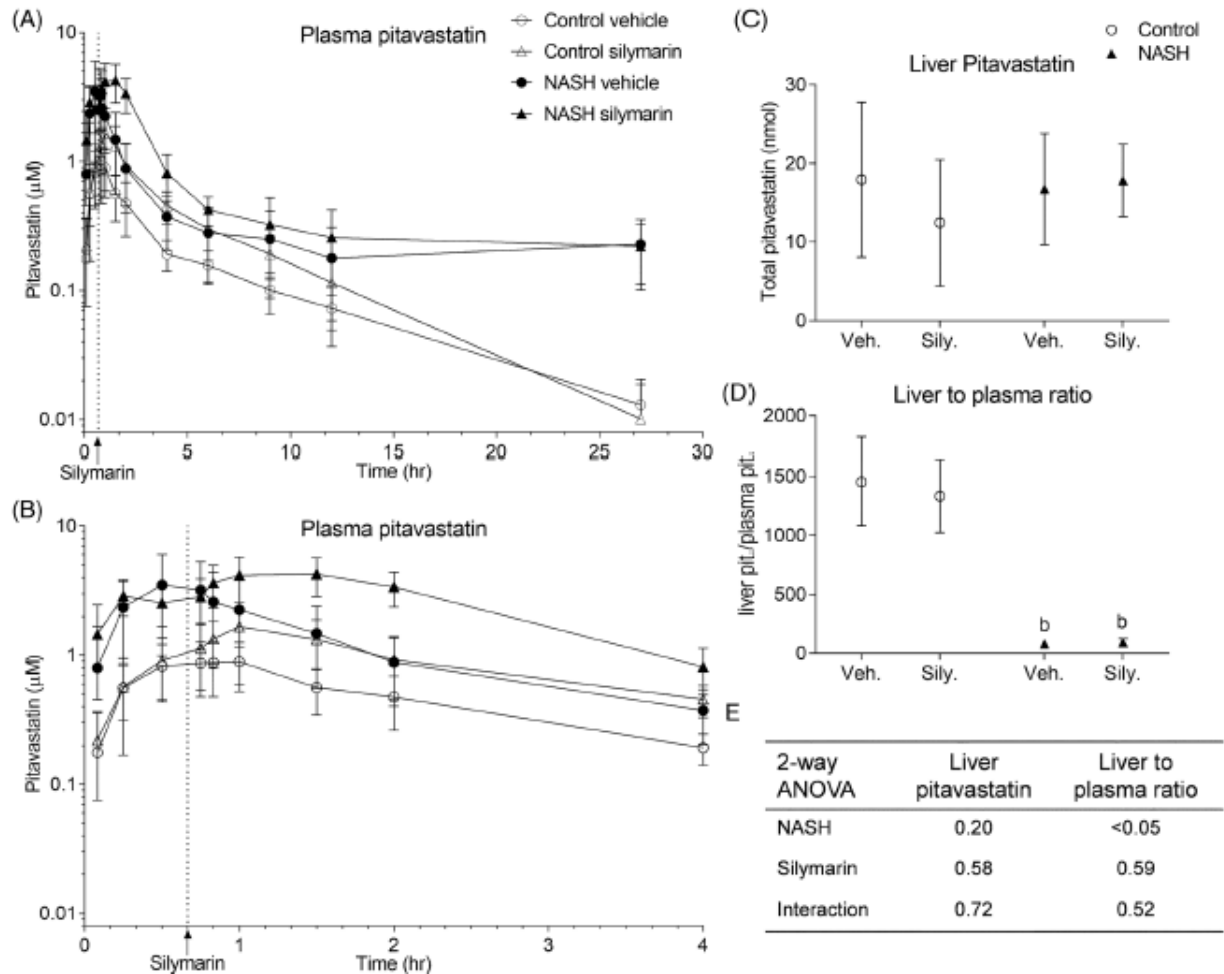 (A)
Plasma pitavastatin
Control vehicle
Control silymarin
NASH vehicle
NASH silymarin
Pitavastatin (μM)
10
1
0.1
0.01
0 5 10 15 20 25 30
Silymarin
Time (hr)
(B)
Plasma pitavastatin
Pitavastatin (μM)
10
1
0.1
0.01
0 1 2 4
Silymarin
Time (hr)
(C)
Control
NASH
Liver Pitavastatin
Total pitavastatin (nmol)
30
20
10
0
Veh. Sily. Veh. Sily.
(D)
Liver to plasma ratio
liver pit./plasma pit.
2000
1500
1000
500
0
b b
Veh. Sily. Veh. Sily.
E
2-way ANOVA Liver pitavastatin Liver to plasma ratio
NASH 0.20 <0.05
Silymarin 0.58 0.59
Interaction 0.72 0.52